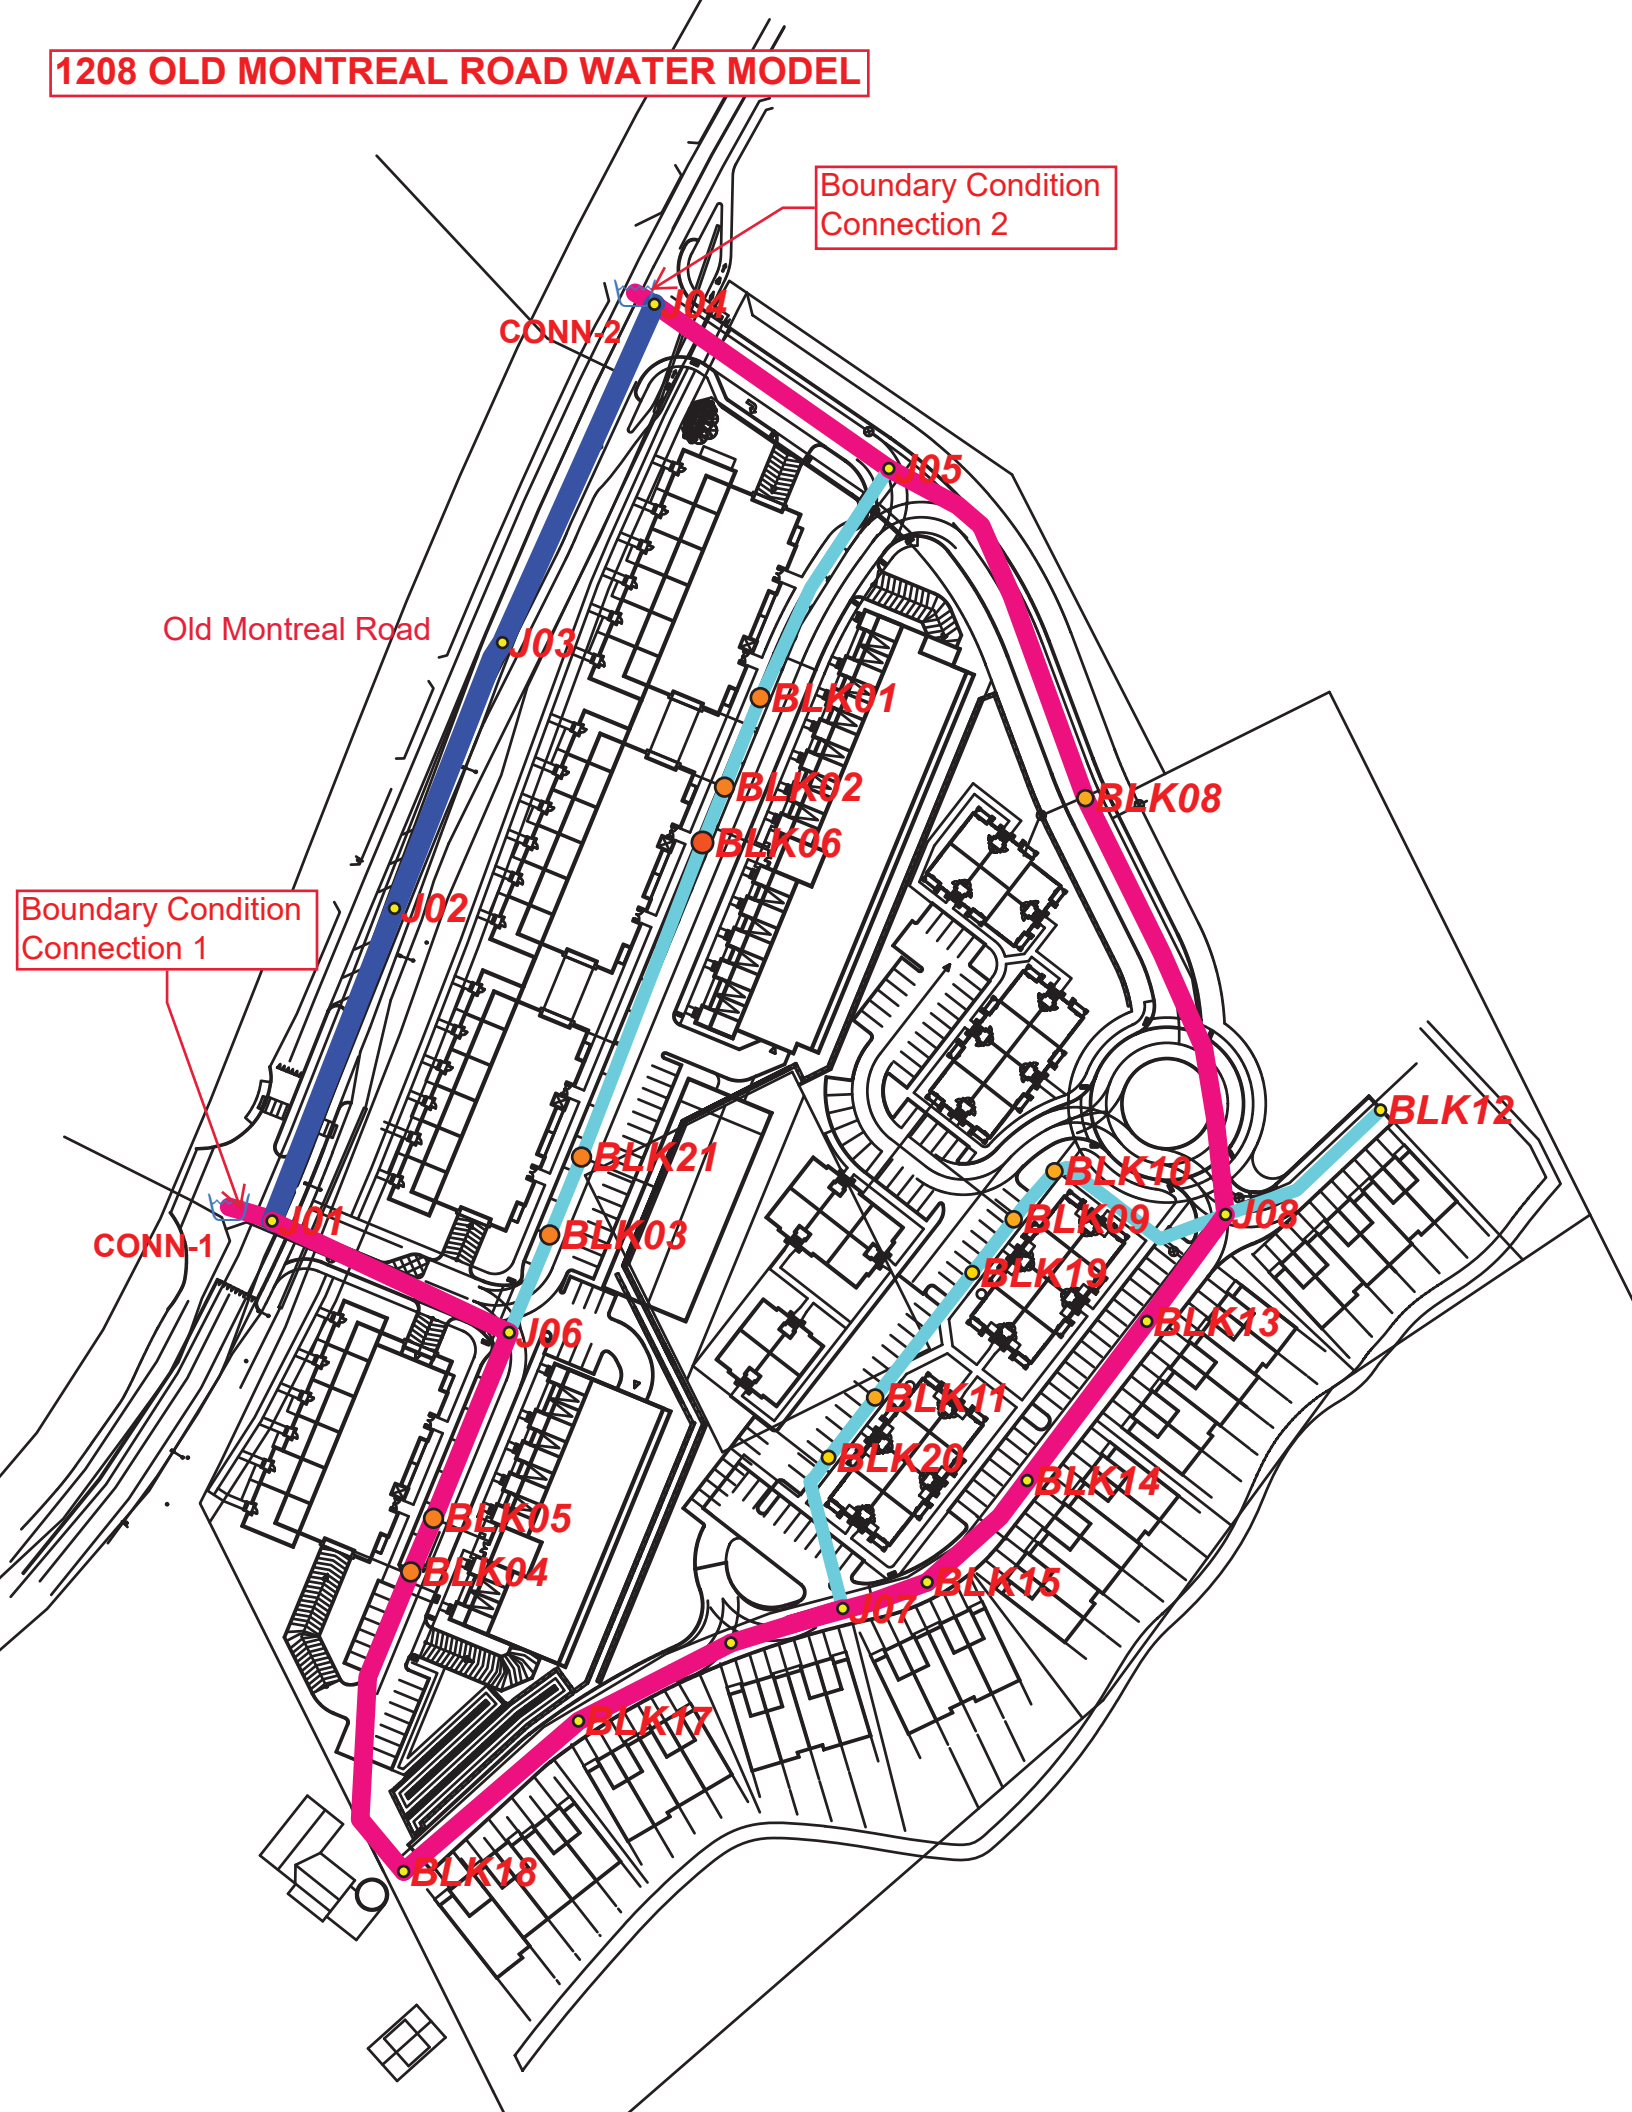 1208 OLD MONTREAL ROAD WATER MODEL
Boundary Condition
Connection 2
J04
CONN-2
J05
Old Montreal Road
J03
BLK01
BLK02
BLK08
BLK06
J02
Boundary Condition
Connection 1
BLK12
BLK21
BLK10
J01
BLK09
J08
CONN-1
BLK03
BLK19
BLK13
J06
BLK11
BLK20
BLK14
BLK05
BLK04
BLK15
J07
BLK17
BLK18